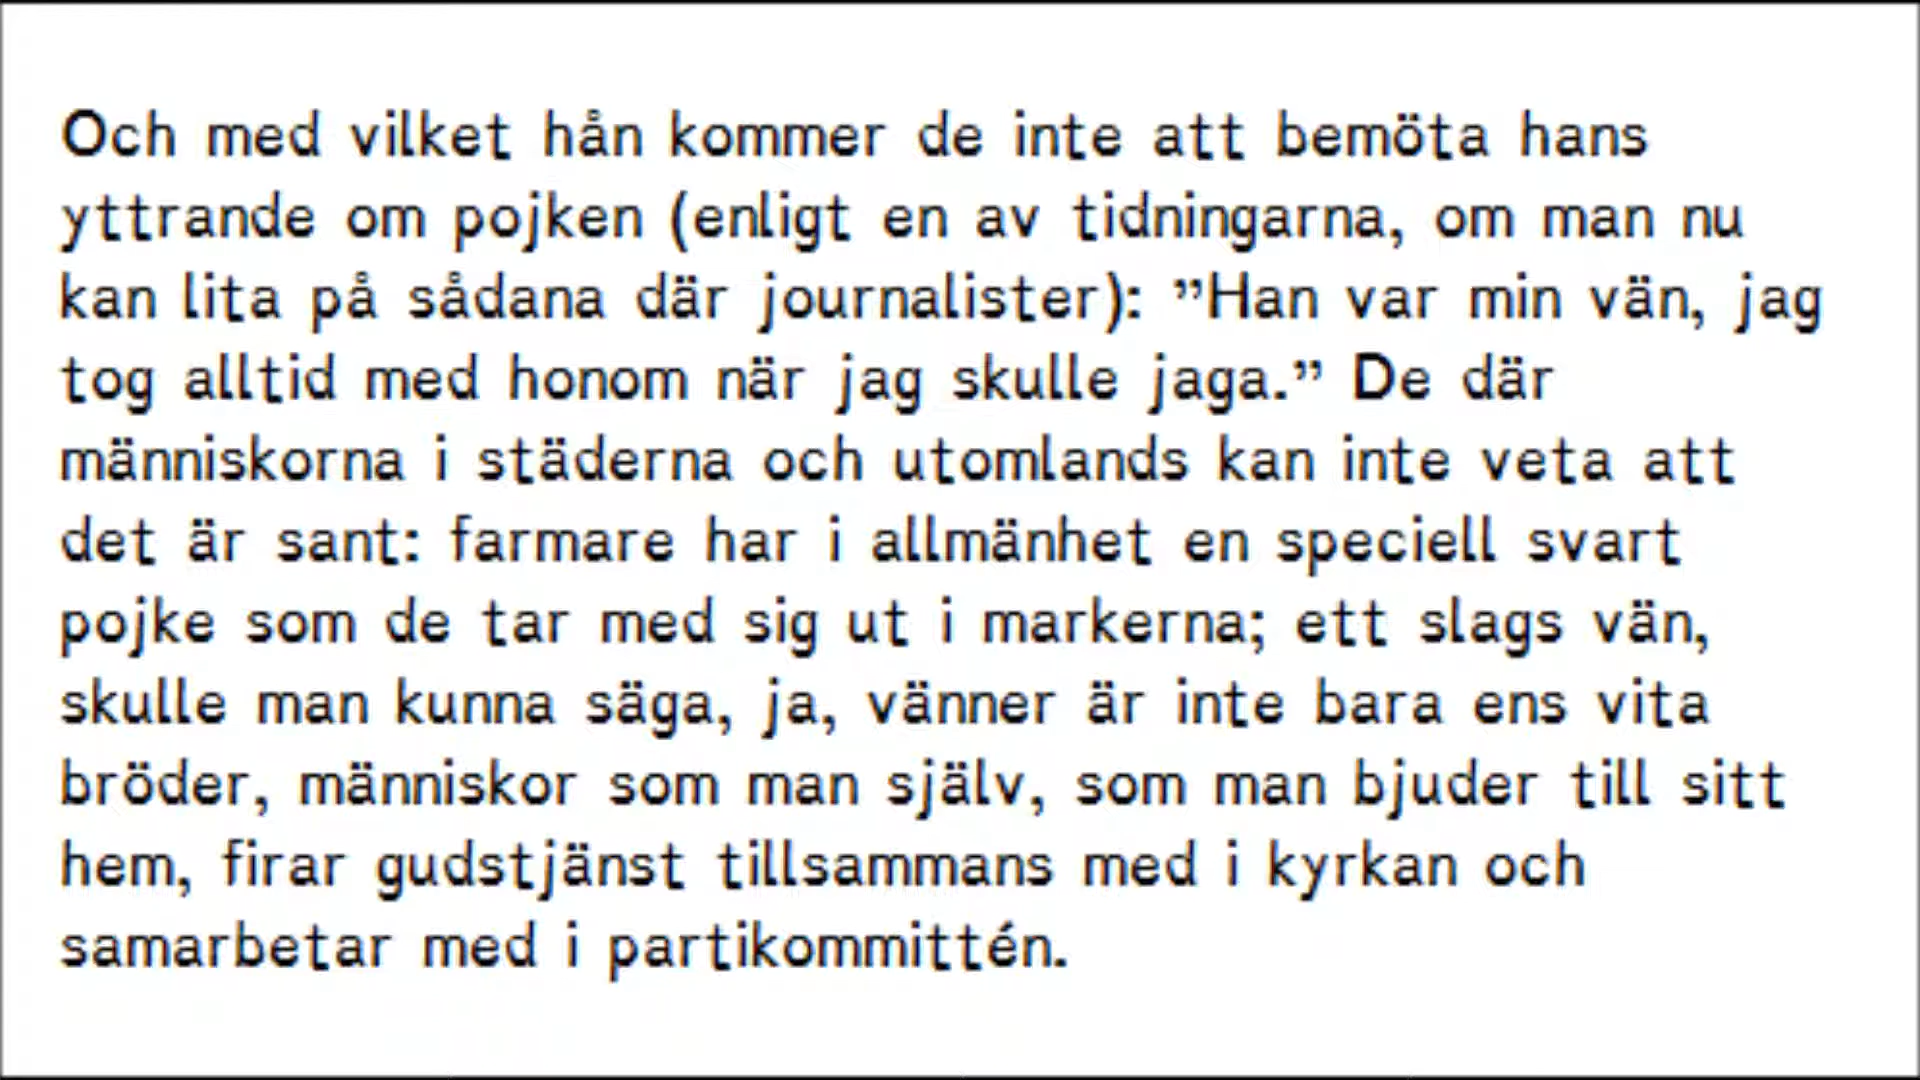 Och med vilket hån kommer de inte att bemöta hans
yttrande om pojken (enligt en av tidningarna, om man nu
kan lita på sådana där journalister): ”Han var min vän, jag
tog alltid med honom när jag skulle jaga.” De där
människorna i städerna och utomlands kan inte veta att
det är sant: farmare har i allmänhet en speciell svart
pojke som de tar med sig ut i markerna; ett slags vän,
skulle man kunna säga, ja, vänner är inte bara ens vita
bröder, människor som man själv, som man bjuder till sitt
hem, firar gudstjänst tillsammans med i kyrkan och
samarbetar med i partikommittén.